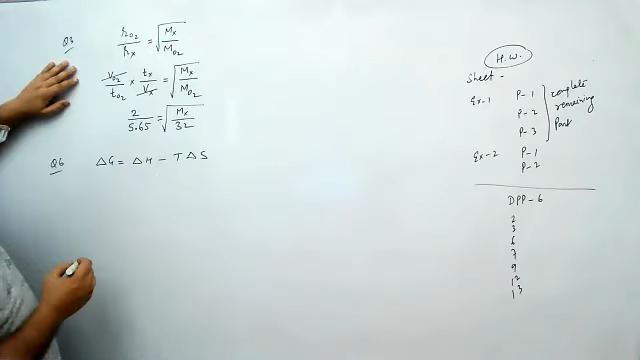 Q3
r_O2 / r_x = √(M_x / M_O2)
V_O2 / t_O2 × t_x / V_x = √(M_x / M_O2)
2 / 5.65 = √(M_x / 32)
Q6 ΔG = ΔH - TΔS
H.W.
Sheet -
Ex-1 P-1
P-2
P-3
complete
remaining
Part
Ex-2 P-1
P-2
DPP-6
2
3
6
7
9
12
13